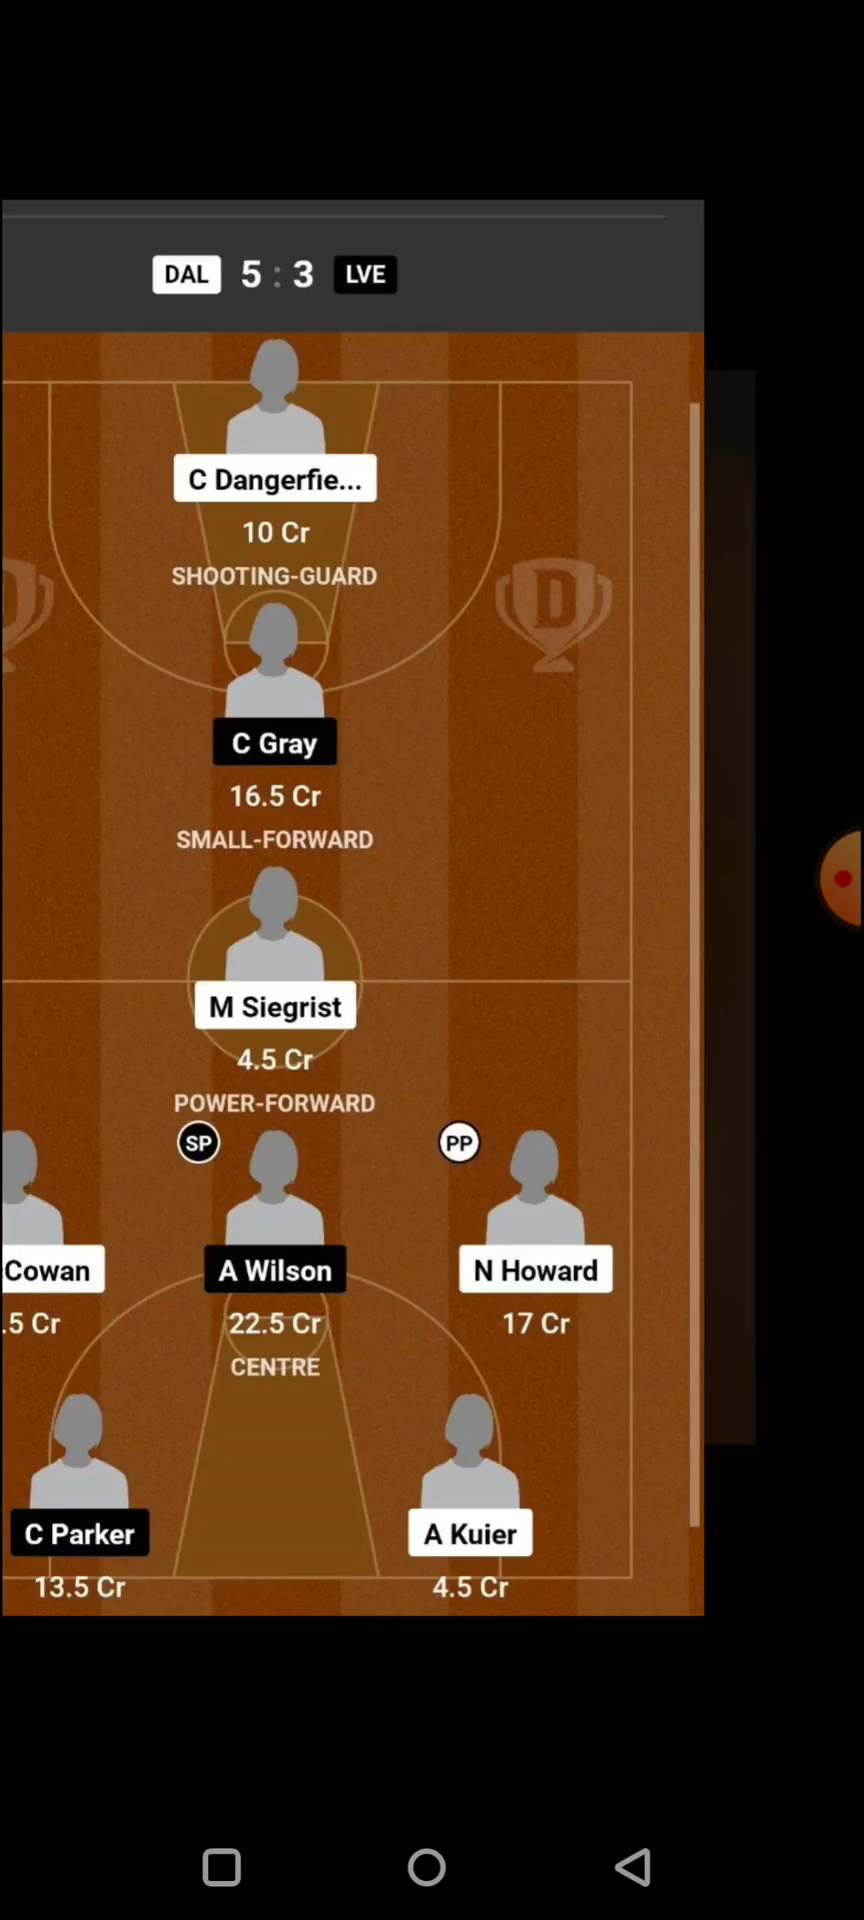 DAL 5 : 3 LVE
C Dangerfie...
10 Cr
SHOOTING-GUARD
D
C Gray
16.5 Cr
SMALL-FORWARD
M Siegrist
4.5 Cr
POWER-FORWARD
SP PP
Cowan A Wilson N Howard
.5 Cr 22.5 Cr 17 Cr
CENTRE
C Parker A Kuier
13.5 Cr 4.5 Cr